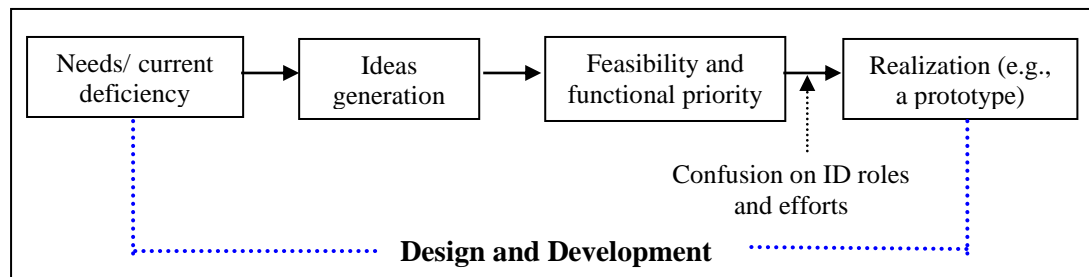 Needs/ current
deficiency
Ideas
generation
Feasibility and
functional priority
Realization (e.g.,
a prototype)
Confusion on ID roles
and efforts
Design and Development